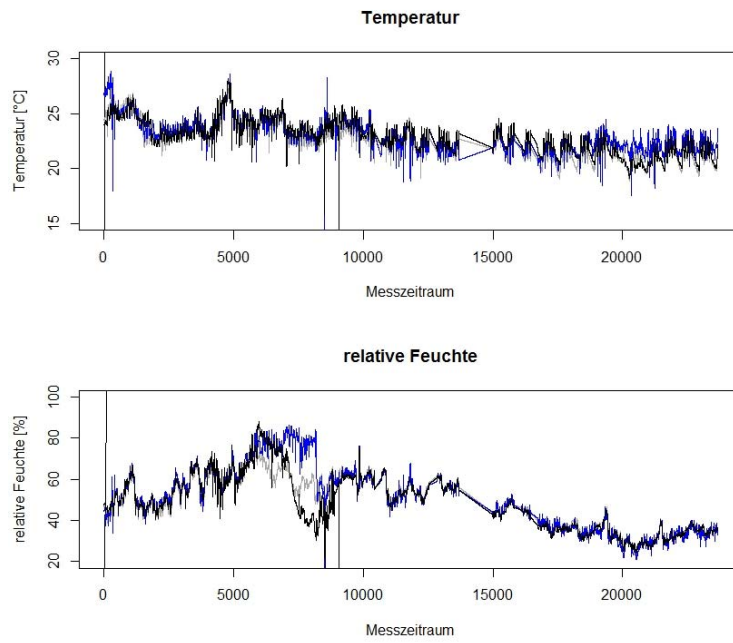 Temperatur
Temperatur [°C]
30
25
20
15
0 5000 10000 15000 20000
Messzeitraum
relative Feuchte
relative Feuchte [%]
100
80
60
40
20
0 5000 10000 15000 20000
Messzeitraum